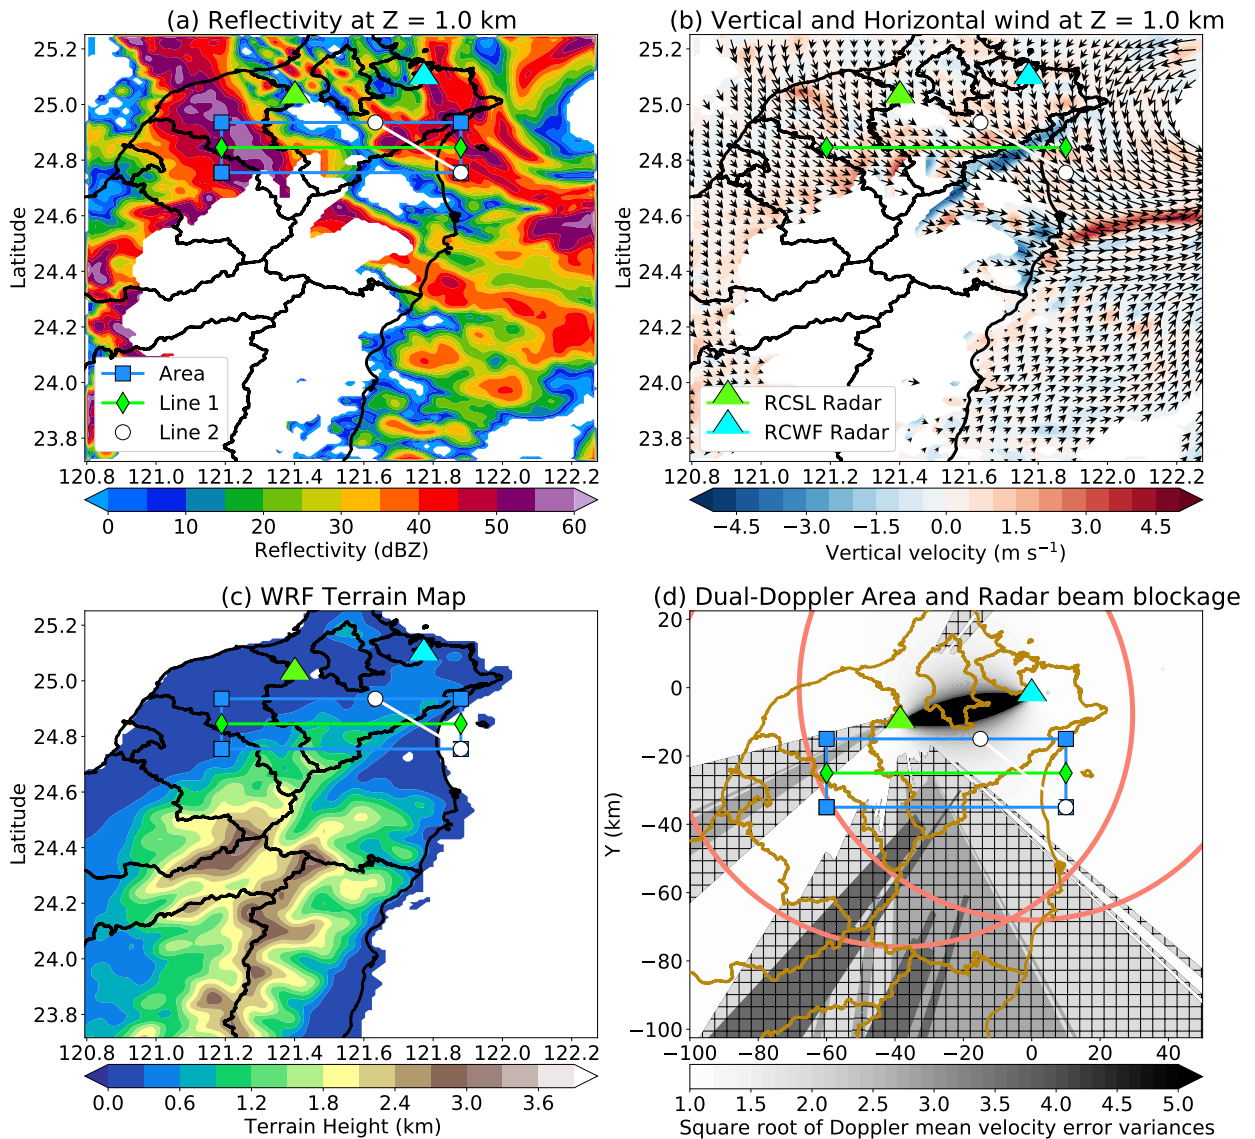 (a) Reflectivity at Z = 1.0 km
Latitude
25.2
25.0
24.8
24.6
24.4
24.2
24.0
23.8
Area
Line 1
Line 2
120.8 121.0 121.2 121.4 121.6 121.8 122.0 122.2
0 10 20 30 40 50 60
Reflectivity (dBZ)
(b) Vertical and Horizontal wind at Z = 1.0 km
Latitude
25.2
25.0
24.8
24.6
24.4
24.2
24.0
23.8
RCSL Radar
RCWF Radar
120.8 121.0 121.2 121.4 121.6 121.8 122.0 122.2
−4.5 −3.0 −1.5 0.0 1.5 3.0 4.5
Vertical velocity (m s⁻¹)
(c) WRF Terrain Map
Latitude
25.2
25.0
24.8
24.6
24.4
24.2
24.0
23.8
120.8 121.0 121.2 121.4 121.6 121.8 122.0 122.2
0.0 0.6 1.2 1.8 2.4 3.0 3.6
Terrain Height (km)
(d) Dual-Doppler Area and Radar beam blockage
Y (km)
20
0
−20
−40
−60
−80
−100
−100 −80 −60 −40 −20 0 20 40
1.0 1.5 2.0 2.5 3.0 3.5 4.0 4.5 5.0
Square root of Doppler mean velocity error variances